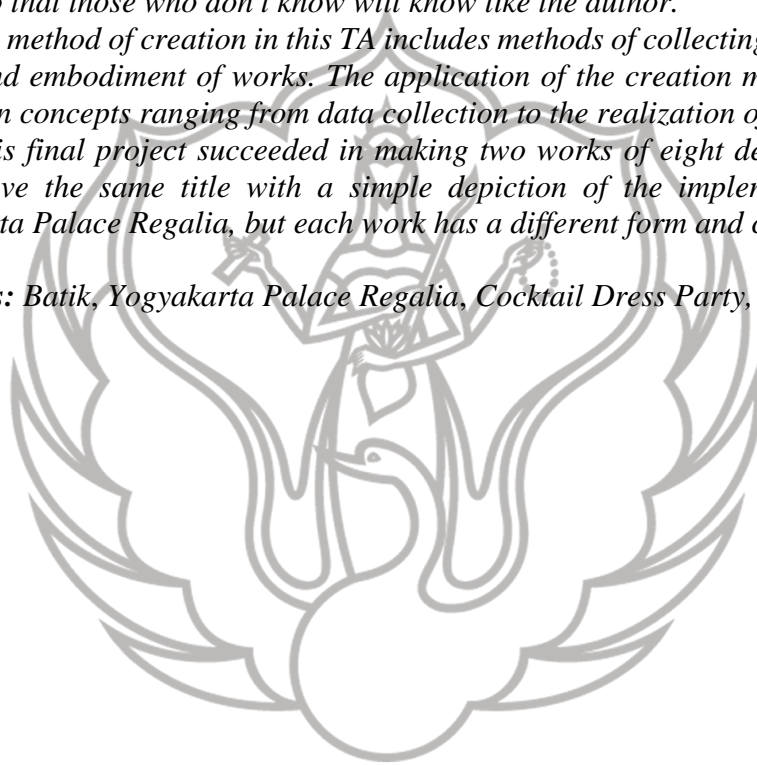 that those who don't know will know like the author.
method of creation in this TA includes methods of collecting
nd embodiment of works. The application of the creation m
n concepts ranging from data collection to the realization o
is final project succeeded in making two works of eight de
ve the same title with a simple depiction of the implem
ta Palace Regalia, but each work has a different form and
s: Batik, Yogyakarta Palace Regalia, Cocktail Dress Party,